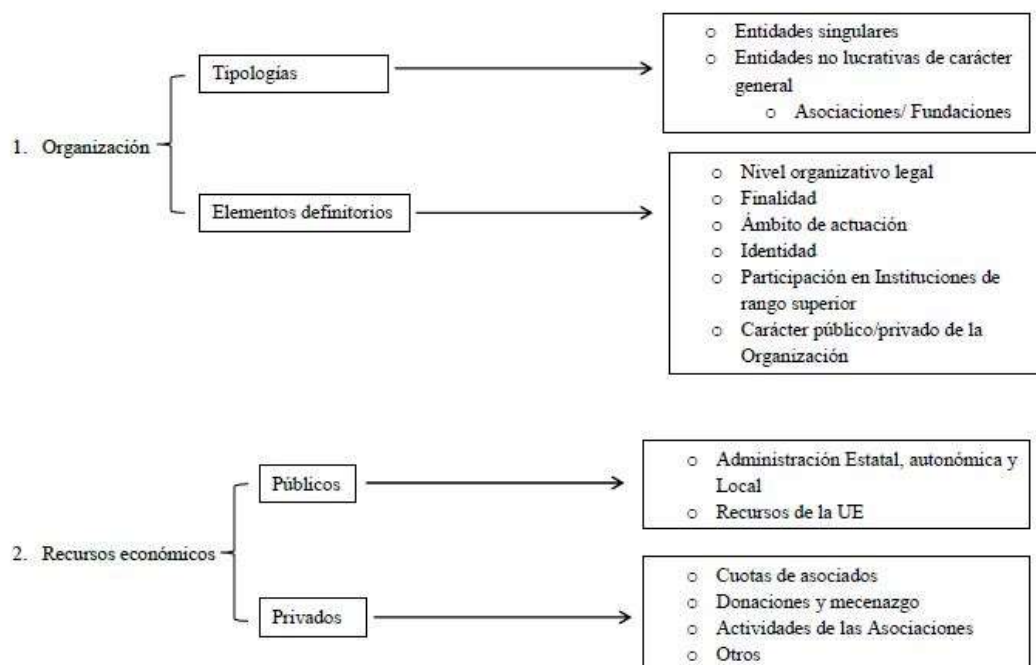 1. Organización
Tipologías
o Entidades singulares
o Entidades no lucrativas de carácter
general
o Asociaciones/ Fundaciones
Elementos definitorios
o Nivel organizativo legal
o Finalidad
o Ámbito de actuación
o Identidad
o Participación en Instituciones de
rango superior
o Carácter público/privado de la
Organización
2. Recursos económicos
Públicos
o Administración Estatal, autonómica y
Local
o Recursos de la UE
Privados
o Cuotas de asociados
o Donaciones y mecenazgo
o Actividades de las Asociaciones
o Otros